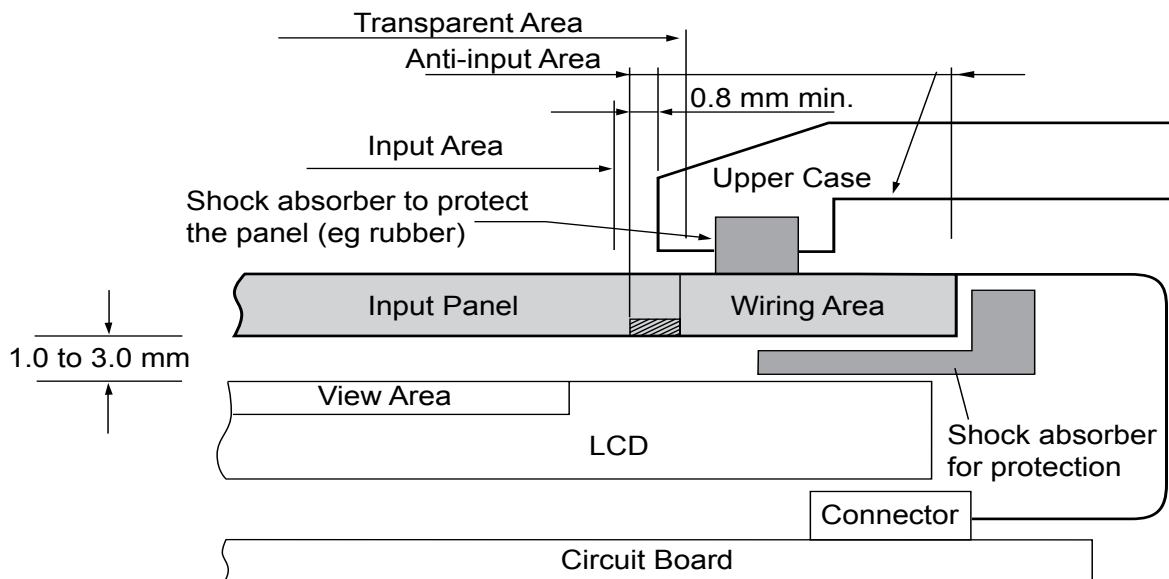 Transparent Area
Anti-input Area
0.8 mm min.
Input Area
Upper Case
Shock absorber to protect
the panel (eg rubber)
Input Panel
Wiring Area
1.0 to 3.0 mm
View Area
LCD
Shock absorber
for protection
Connector
Circuit Board